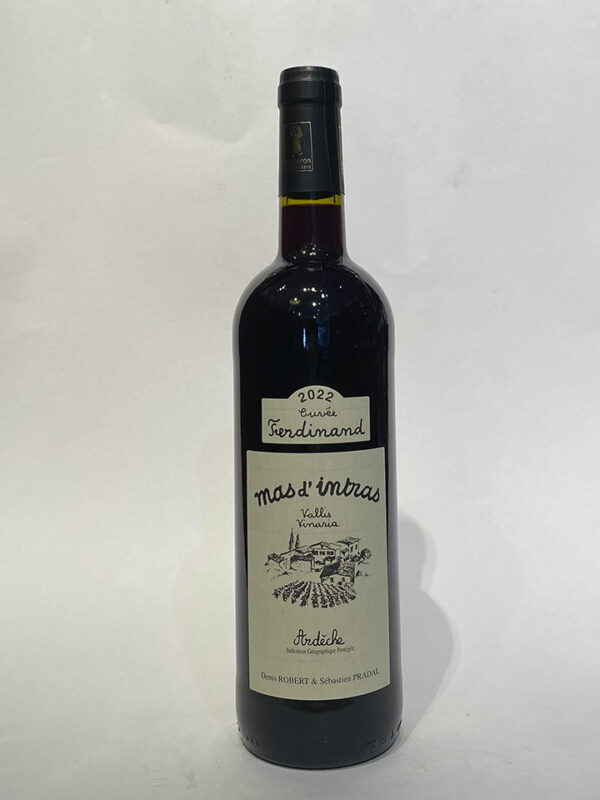 2022
Cuvée
Ferdinand
mas d'intras
Vallis
Vinaria
Ardèche
Indication Géographique Protégée
Denis ROBERT & Sébastien PRADAL